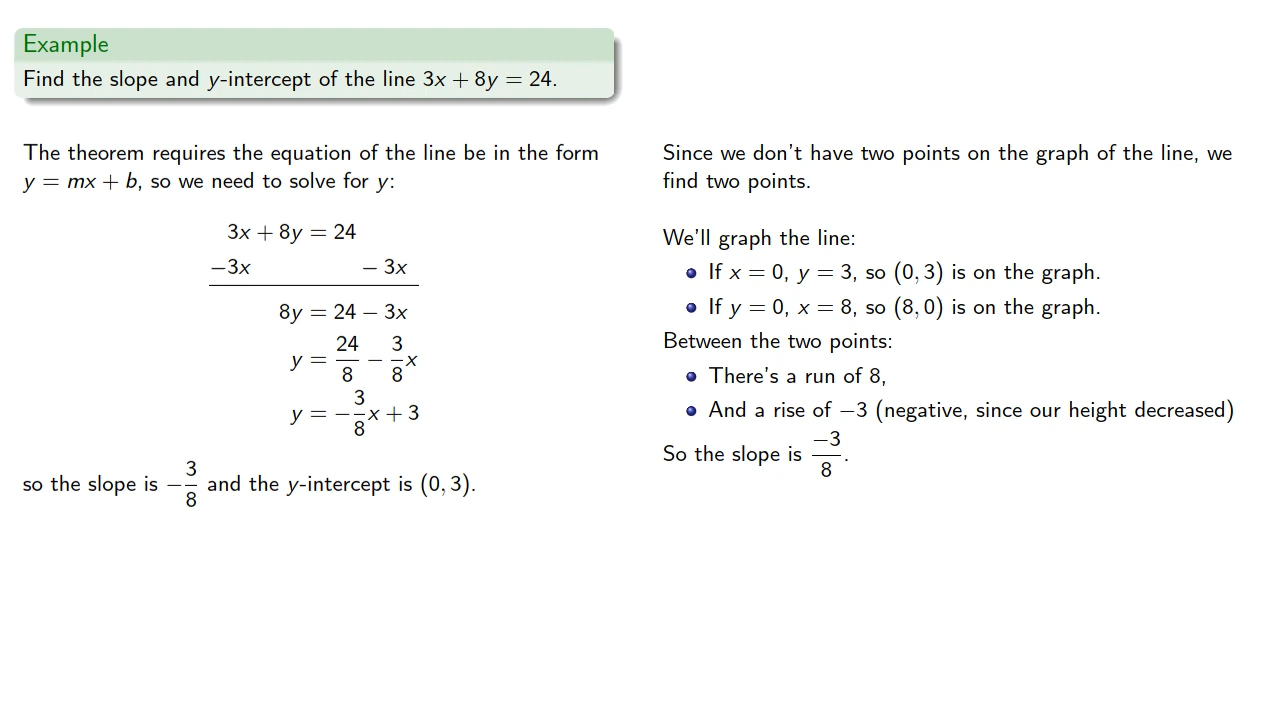 Example
Find the slope and y-intercept of the line 3x + 8y = 24.
The theorem requires the equation of the line be in the form
y = mx + b, so we need to solve for y:
3x + 8y = 24
−3x − 3x
8y = 24 − 3x
y = 24/8 − 3/8 x
y = −3/8 x + 3
so the slope is −3/8 and the y-intercept is (0, 3).
Since we don't have two points on the graph of the line, we
find two points.
We'll graph the line:
• If x = 0, y = 3, so (0, 3) is on the graph.
• If y = 0, x = 8, so (8, 0) is on the graph.
Between the two points:
• There's a run of 8,
• And a rise of −3 (negative, since our height decreased)
So the slope is −3/8.